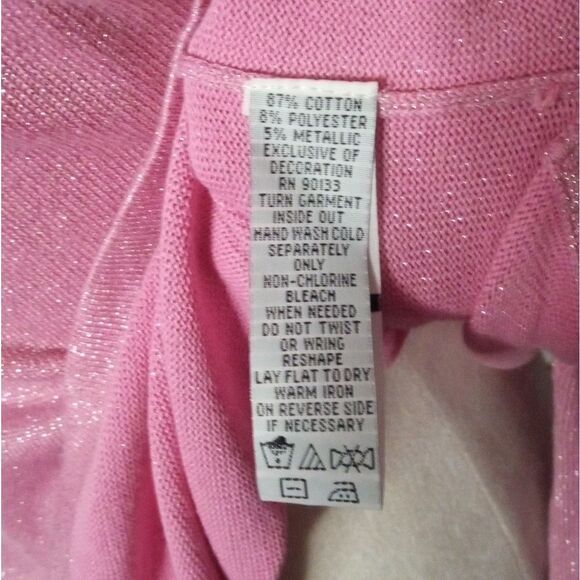 87% COTTON
8% POLYESTER
5% METALLIC
EXCLUSIVE OF
DECORATION
RN 90133
TURN GARMENT
INSIDE OUT
HAND WASH COLD
SEPARATELY
ONLY
NON-CHLORINE
BLEACH
WHEN NEEDED
DO NOT TWIST
OR WRING
RESHAPE
LAY FLAT TO DRY
WARM IRON
ON REVERSE SIDE
IF NECESSARY